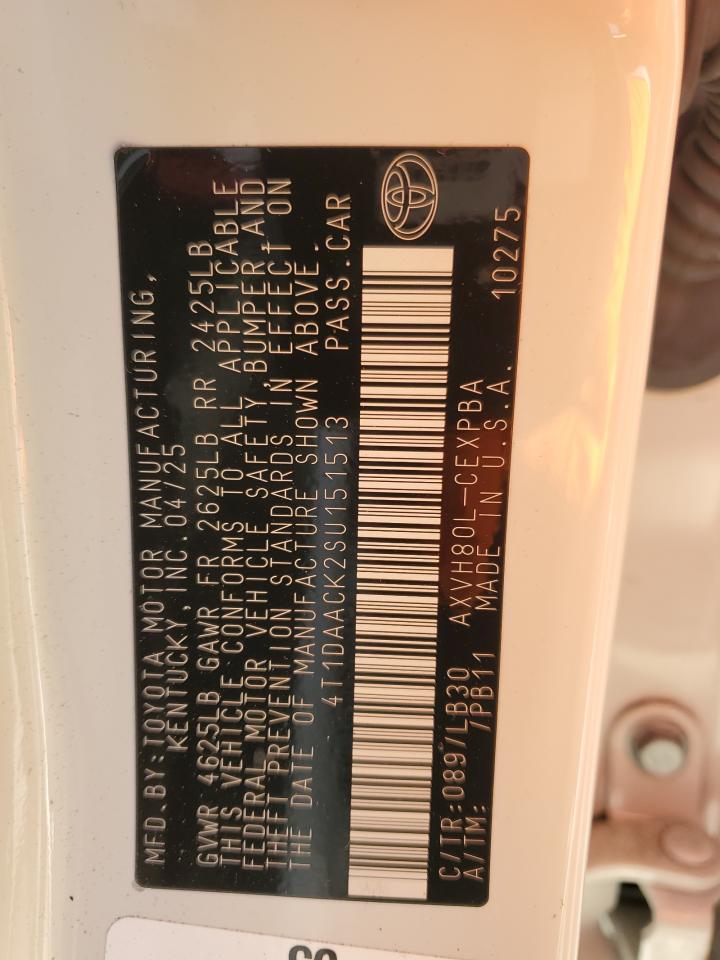 MFD.BY:TOYOTA MOTOR MANUFACTURING,
KENTUCKY,INC.04/25
GVWR 4625LB GAWR FR 2625LB RR 2425LB
THIS VEHICLE CONFORMS TO ALL APPLICABLE
FEDERAL MOTOR VEHICLE SAFETY, BUMPER, AND
THEFT PREVENTION STANDARDS IN EFFECT ON
THE DATE OF MANUFACTURE SHOWN ABOVE.
4T1DAACK2SU151513 PASS.CAR
C/TR:089/LB30 AXVH80L-CEXPBA
A/TM: /PB11 MADE IN U.S.A. 10275